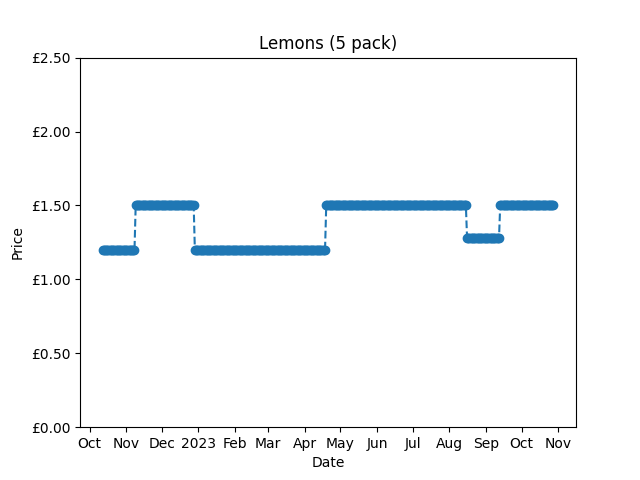 Lemons (5 pack)
£2.50
£2.00
£1.50
£1.00
£0.50
£0.00
Price
Oct Nov Dec 2023 Feb Mar Apr May Jun Jul Aug Sep Oct Nov
Date